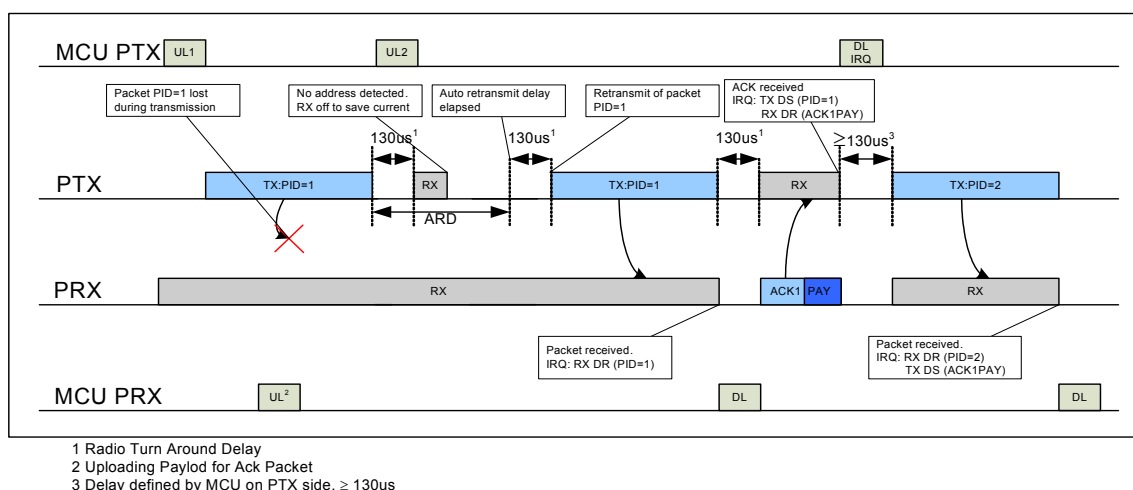 MCU PTX
UL1
UL2
DL
IRQ
Packet PID=1 lost
during transmission
No address detected.
RX off to save current
Auto retransmit delay
elapsed
Retransmit of packet
PID=1
ACK received
IRQ: TX DS (PID=1)
RX DR (ACK1PAY)
130us1
130us1
130us1
≥130us3
PTX
TX:PID=1
RX
TX:PID=1
RX
TX:PID=2
ARD
PRX
RX
ACK1
PAY
RX
Packet received.
IRQ: RX DR (PID=1)
Packet received.
IRQ: RX DR (PID=2)
TX DS (ACK1PAY)
MCU PRX
UL2
DL
DL
1 Radio Turn Around Delay
2 Uploading Paylod for Ack Packet
3 Delay defined by MCU on PTX side, ≥ 130us